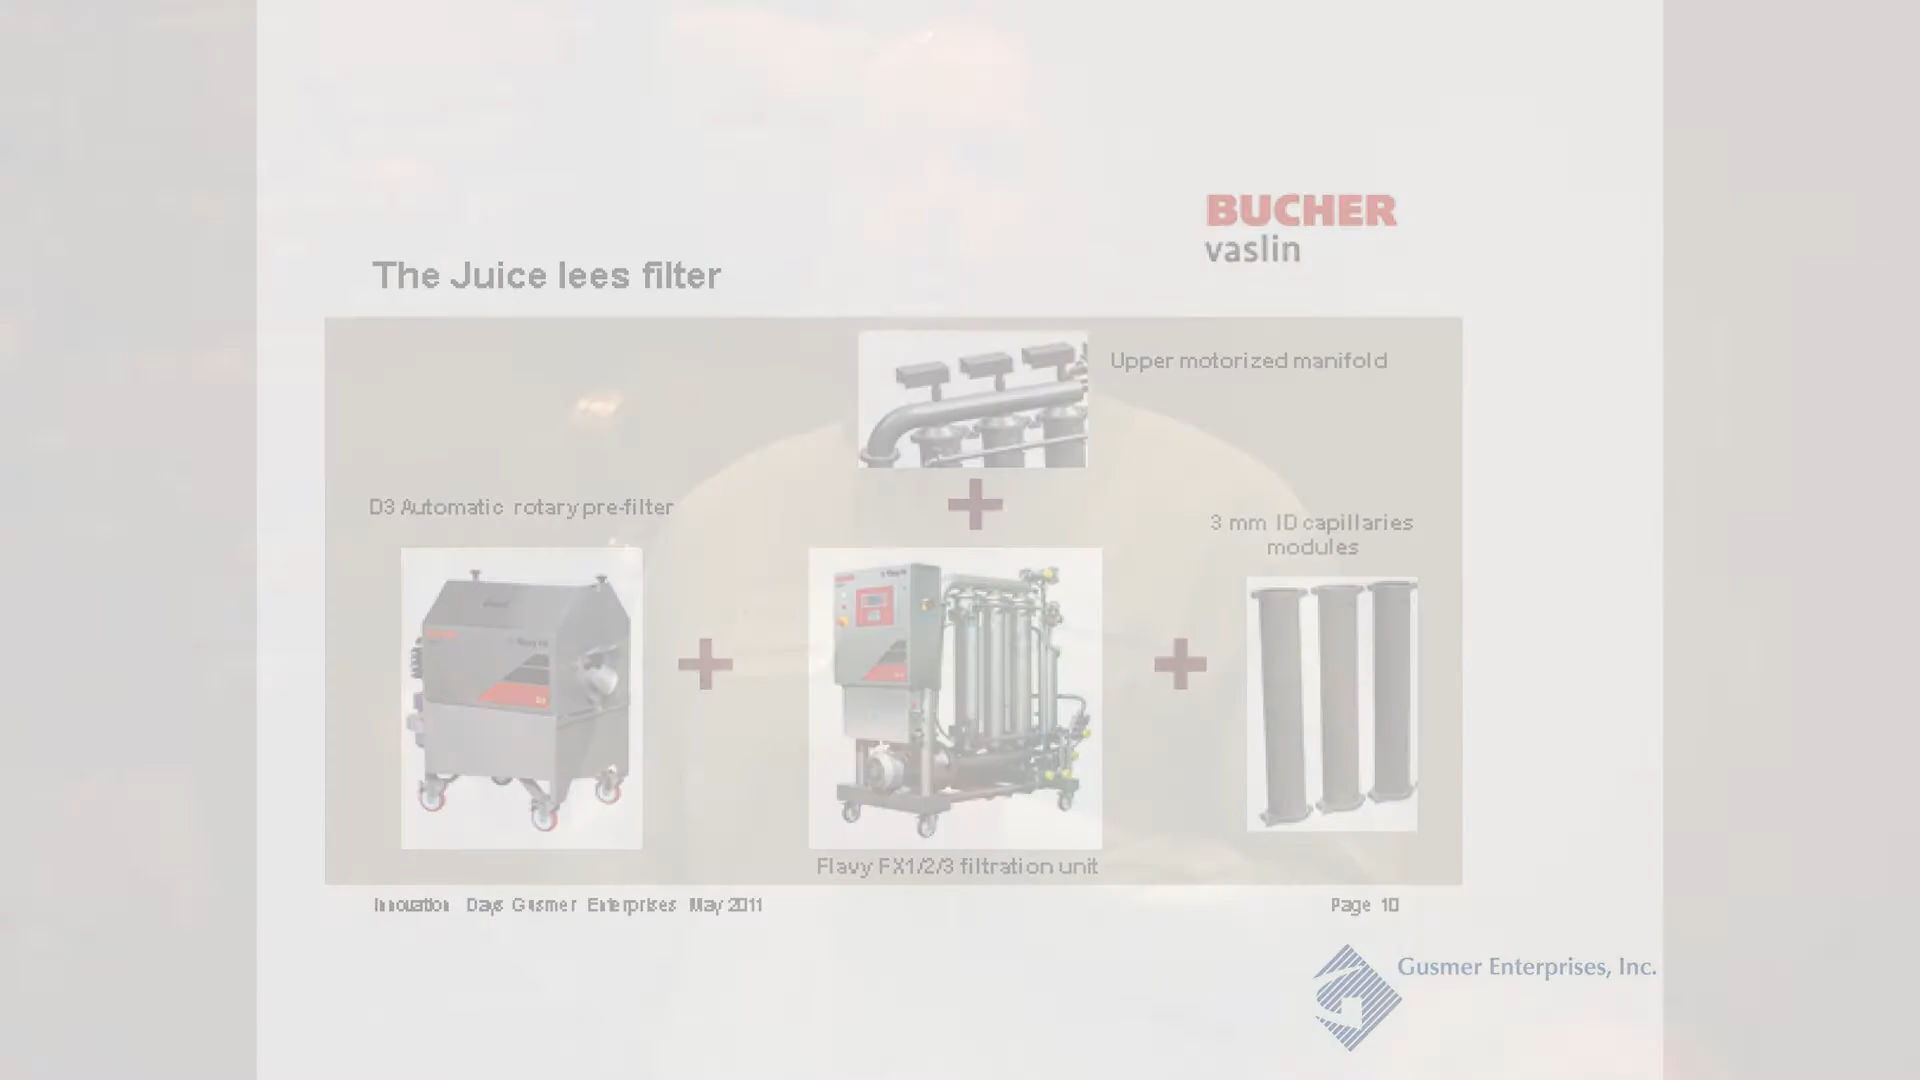 BUCHER
vaslin
The Juice lees filter
Upper motorized manifold
D3 Automatic rotary pre-filter
3 mm ID capillaries
modules
Flavy FX1/2/3 filtration unit
Innovation Days Gusmer Enterprises May 2011
Page 10
Gusmer Enterprises, Inc.